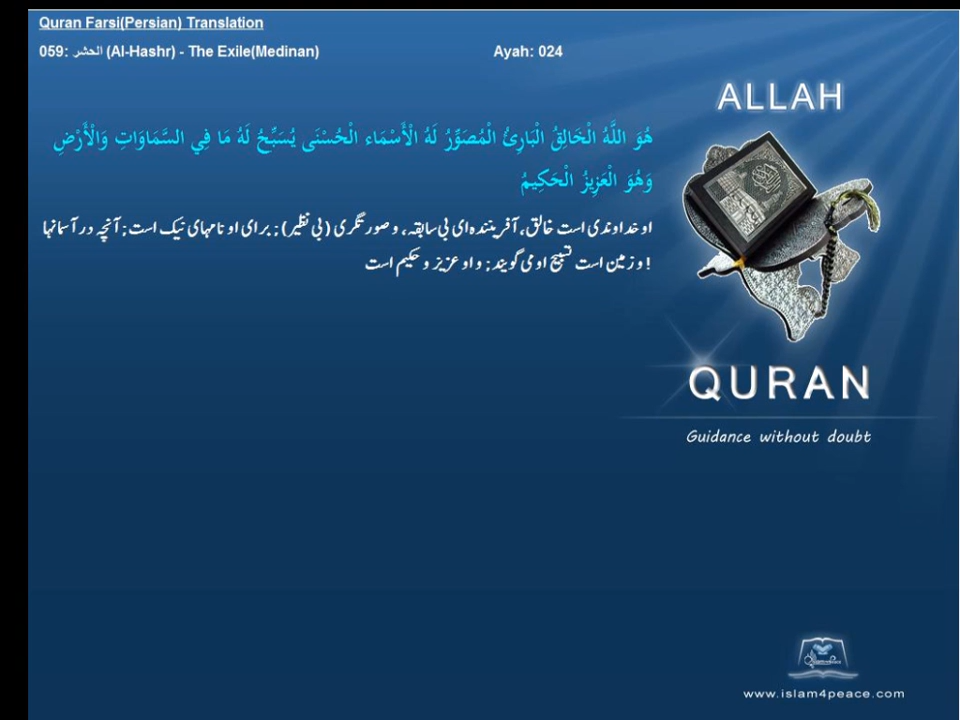 Quran Farsi(Persian) Translation
059: الحشر (Al-Hashr) - The Exile(Medinan) Ayah: 024
ALLAH
هُوَ اللَّهُ الْخَالِقُ الْبَارِئُ الْمُصَوِّرُ لَهُ الْأَسْمَاء الْحُسْنَى يُسَبِّحُ لَهُ مَا فِي السَّمَاوَاتِ وَالْأَرْضِ
وَهُوَ الْعَزِيزُ الْحَكِيمُ
او خداوندی است خالق، آفریننده‌ای بی‌سابقه، و صورتگری (بی‌نظیر)؛ برای او نامهای نیک است؛ آنچه در آسمانها
و زمین است تسبیح او می‌گویند؛ و او عزیز و حکیم است!
QURAN
Guidance without doubt
www.islam4peace.com